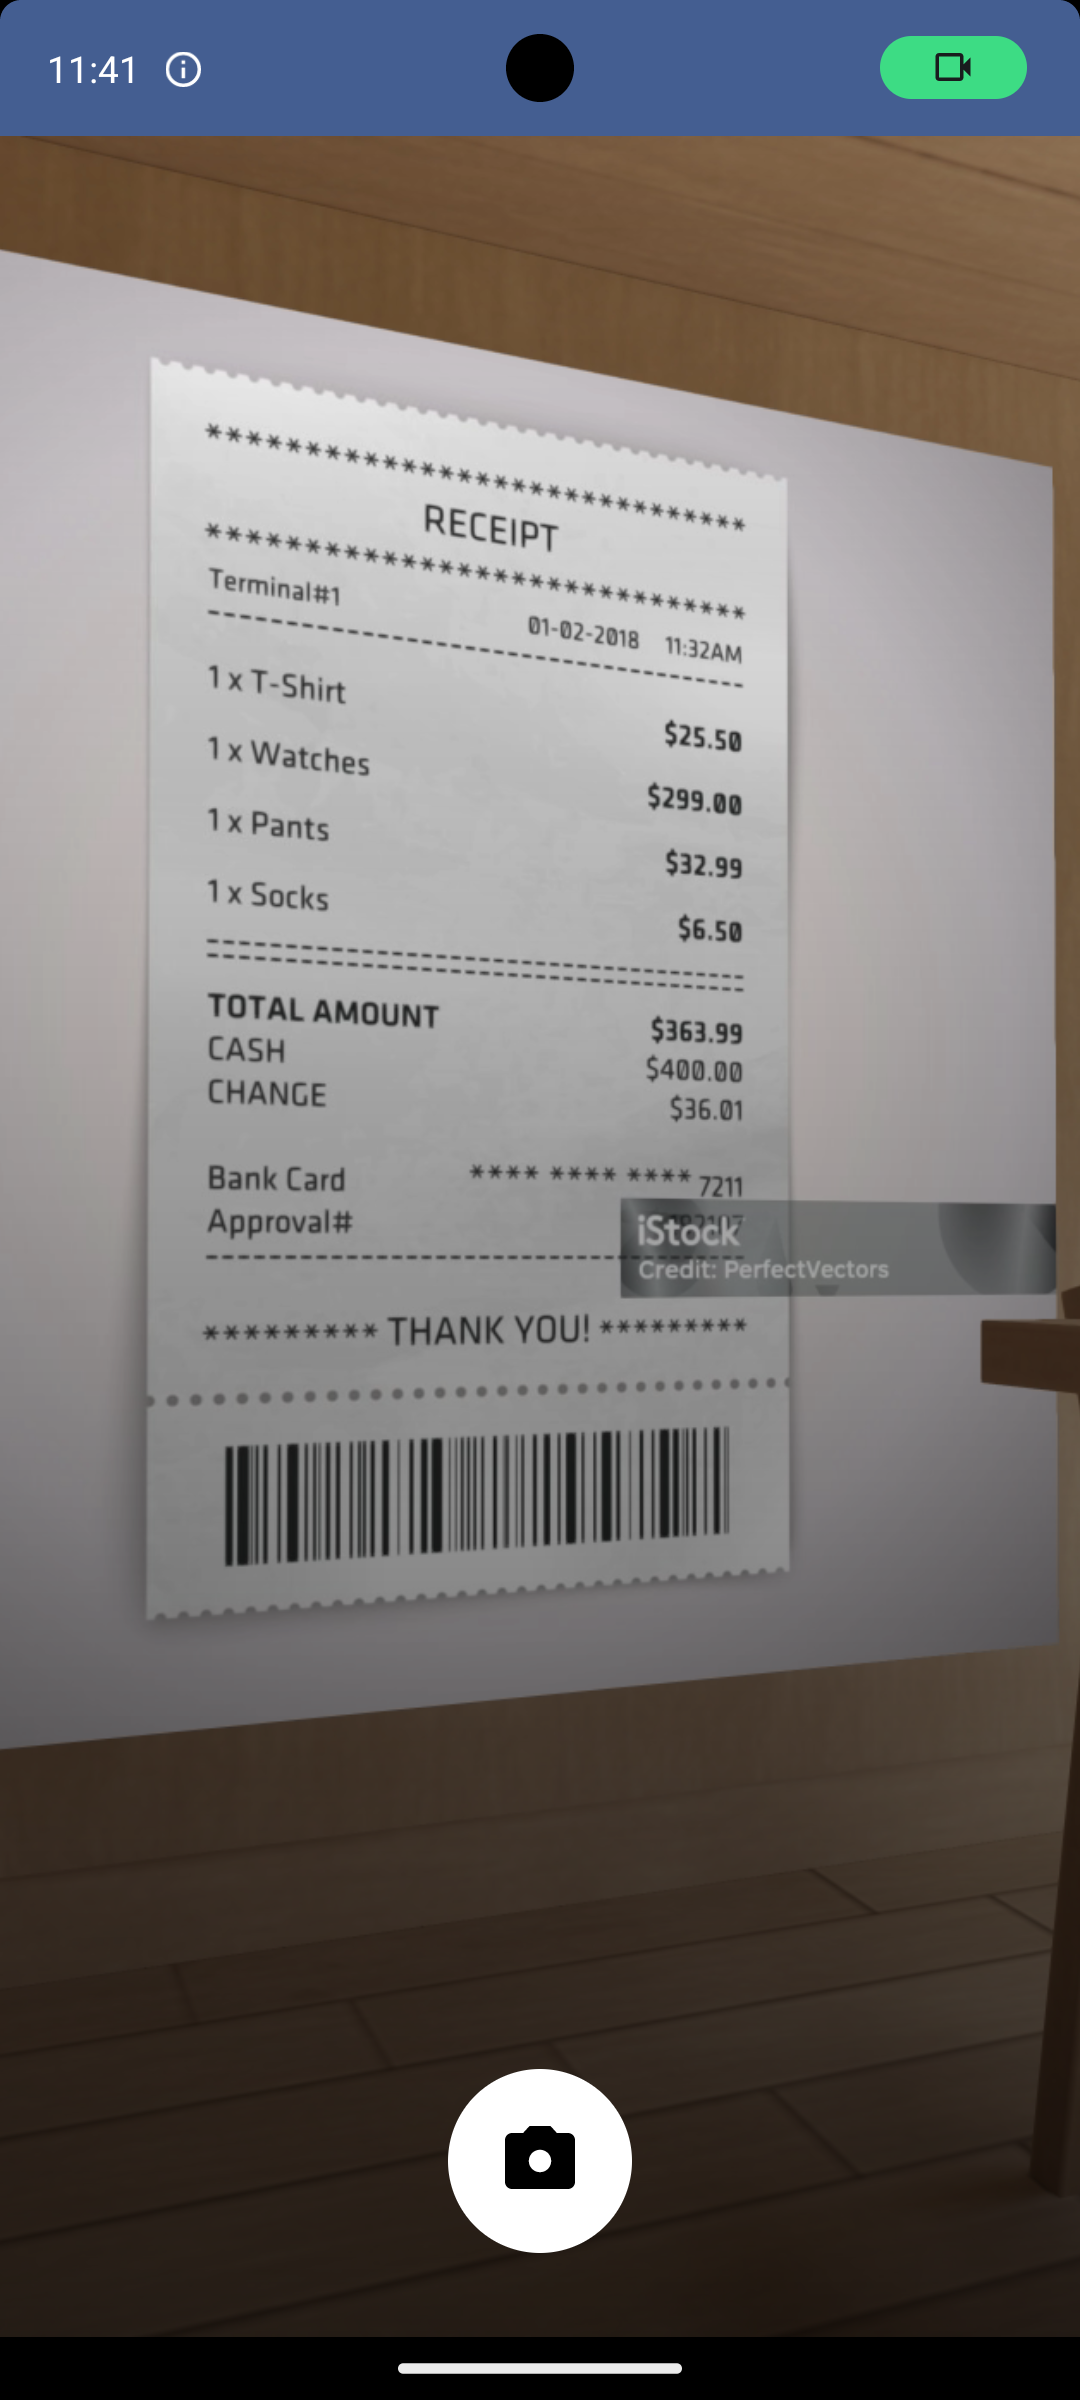 11:41
******************************
RECEIPT
******************************
Terminal#1
01-02-2018 11:32AM
1 x T-Shirt $25.50
1 x Watches $299.00
1 x Pants $32.99
1 x Socks $6.50
TOTAL AMOUNT $363.99
CASH $400.00
CHANGE $36.01
Bank Card **** **** **** 7211
Approval#
iStock
Credit: PerfectVectors
********* THANK YOU! *********